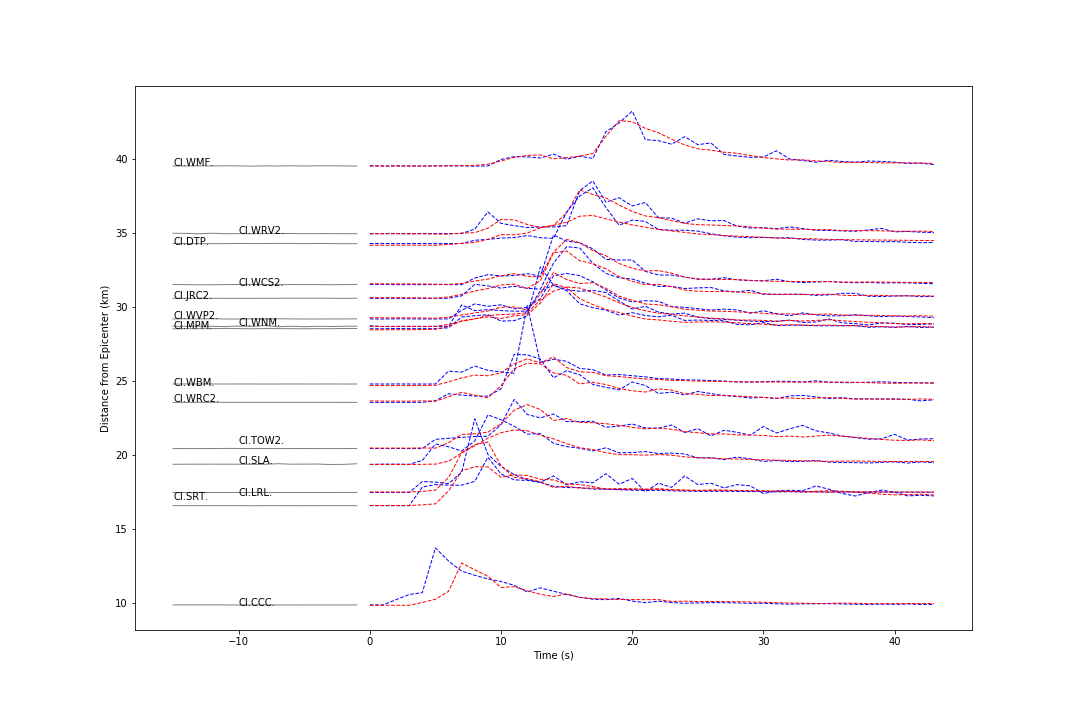 CI.WMF.
CI.WRV2.
CI.DTP.
CI.WCS2.
CI.JRC2.
CI.WVP2.
CI.WNM.
CI.MPM.
CI.WBM.
CI.WRC2.
CI.TOW2.
CI.SLA.
CI.LRL.
CI.SRT.
CI.CCC.
40
35
30
25
20
15
10
Distance from Epicenter (km)
−10 0 10 20 30 40
Time (s)